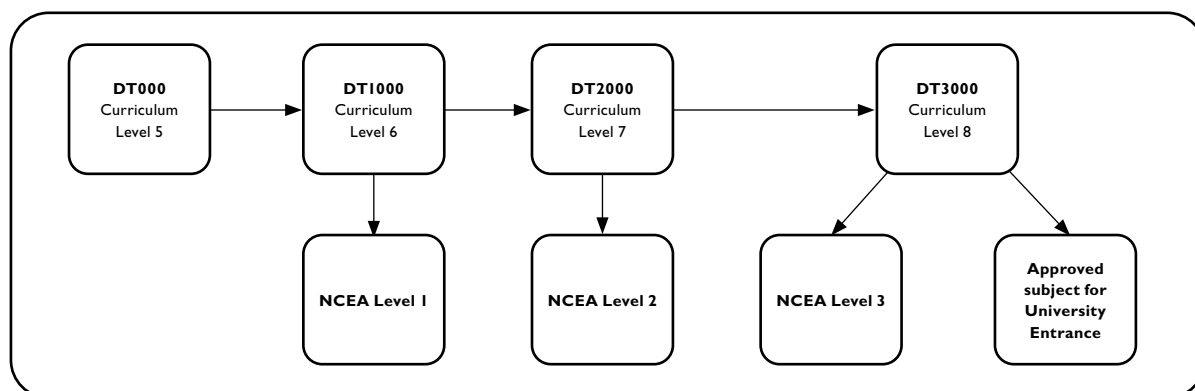 DT000
Curriculum
Level 5
DT1000
Curriculum
Level 6
DT2000
Curriculum
Level 7
DT3000
Curriculum
Level 8
NCEA Level 1
NCEA Level 2
NCEA Level 3
Approved
subject for
University
Entrance